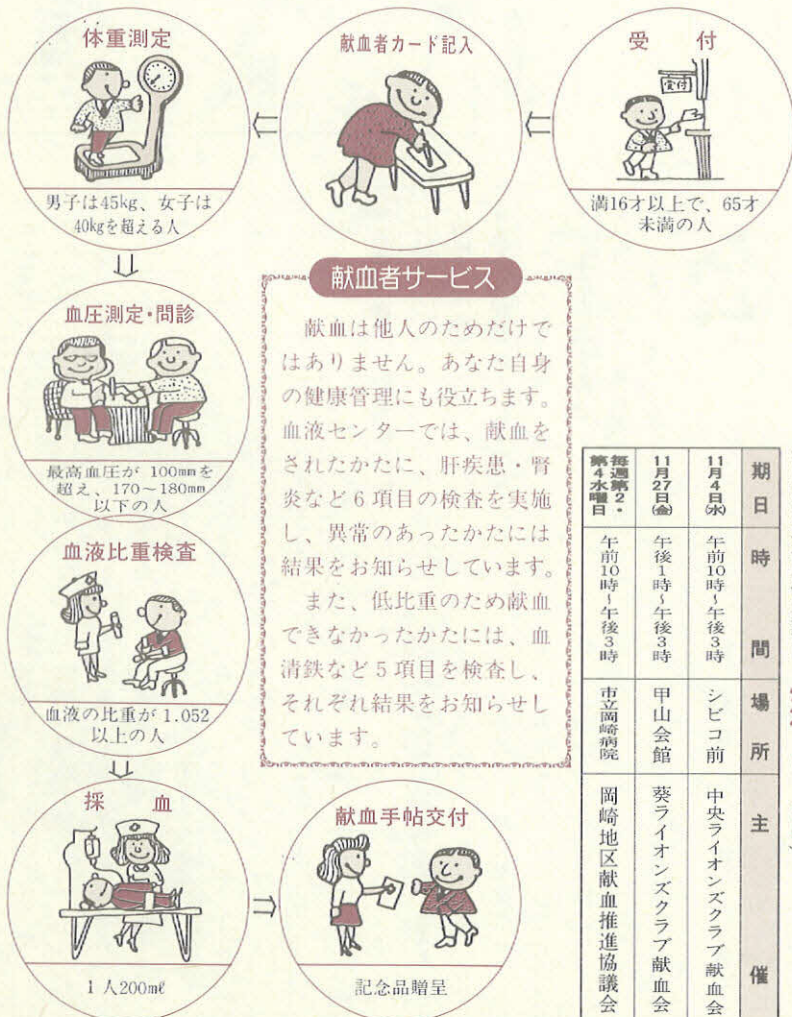 受付
受付
満16才以上で、65才
未満の人
献血者カード記入
体重測定
男子は45kg、女子は
40kgを超える人
血圧測定・問診
最高血圧が 100mmを
超え、170～180mm
以下の人
血液比重検査
血液の比重が 1.052
以上の人
採血
1人200mℓ
献血手帖交付
記念品贈呈
献血者サービス
献血は他人のためだけで
はありません。あなた自身
の健康管理にも役立ちます。
血液センターでは、献血を
されたかたに、肝疾患・腎
炎など6項目の検査を実施
し、異常のあったかたには
結果をお知らせしています。
また、低比重のため献血
できなかったかたには、血
清鉄など5項目を検査し、
それぞれ結果をお知らせし
ています。
期日 時間 場所 主催
11月4日(水) 午前10時～午後3時 シビコ前 中央ライオンズクラブ献血会
11月27日(金) 午後1時～午後3時 甲山会館 葵ライオンズクラブ献血会
毎週第2・第4水曜日 午前10時～午後3時 市立岡崎病院 岡崎地区献血推進協議会